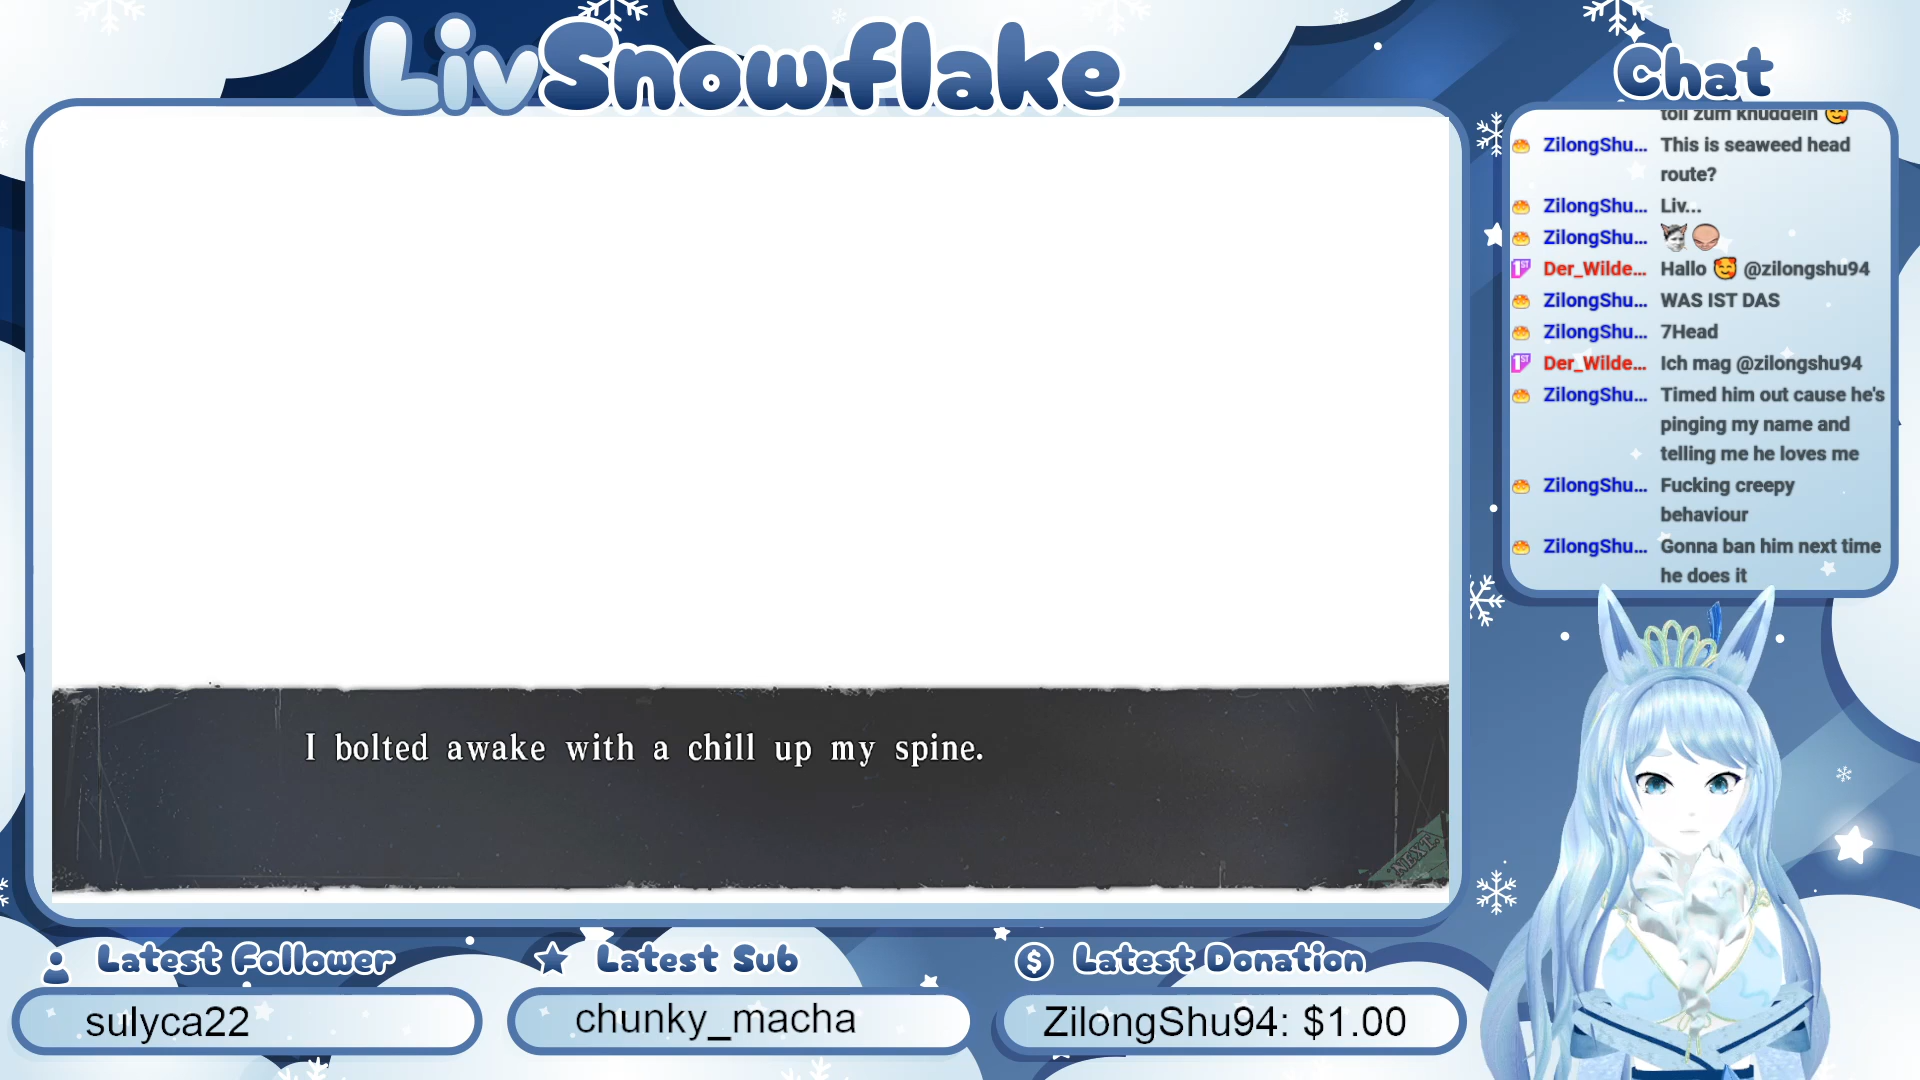 LivSnowflake
Chat
toll zum knuddeln
ZilongShu... This is seaweed head
route?
ZilongShu... Liv...
ZilongShu...
Der_Wilde... Hallo 🥰 @zilongshu94
ZilongShu... WAS IST DAS
ZilongShu... 7Head
Der_Wilde... Ich mag @zilongshu94
ZilongShu... Timed him out cause he's
pinging my name and
telling me he loves me
ZilongShu... Fucking creepy
behaviour
ZilongShu... Gonna ban him next time
he does it
I bolted awake with a chill up my spine.
NEXT.
Latest Follower
sulyca22
Latest Sub
chunky_macha
Latest Donation
ZilongShu94: $1.00